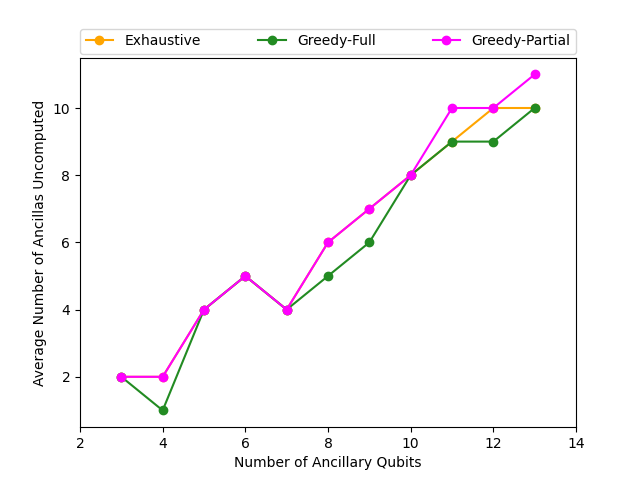 Exhaustive Greedy-Full Greedy-Partial
Average Number of Ancillas Uncomputed
10
8
6
4
2
2 4 6 8 10 12 14
Number of Ancillary Qubits